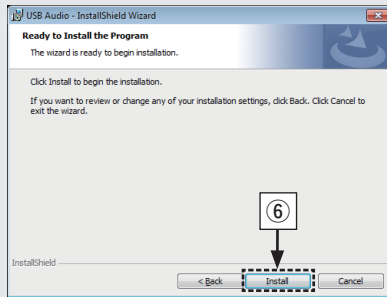 USB Audio - InstallShield Wizard
Ready to Install the Program
The wizard is ready to begin installation.
Click Install to begin the installation.
If you want to review or change any of your installation settings, click Back. Click Cancel to
exit the wizard.
⑥
InstallShield
< Back
Install
Cancel